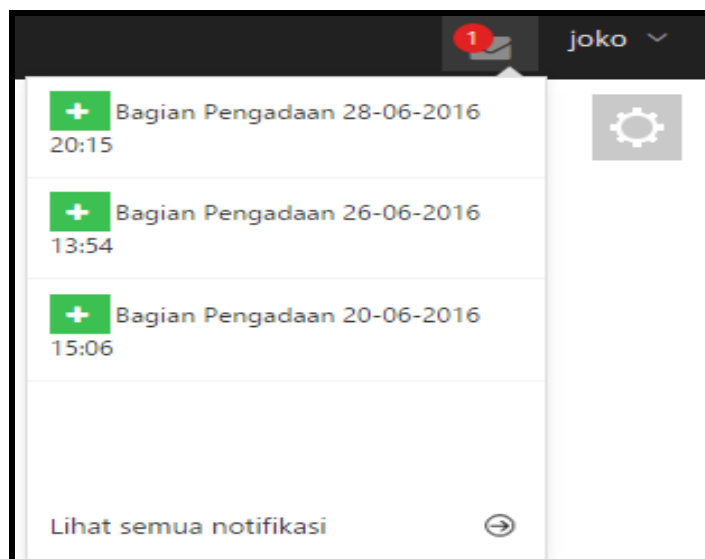 1
joko
Bagian Pengadaan 28-06-2016
20:15
Bagian Pengadaan 26-06-2016
13:54
Bagian Pengadaan 20-06-2016
15:06
Lihat semua notifikasi